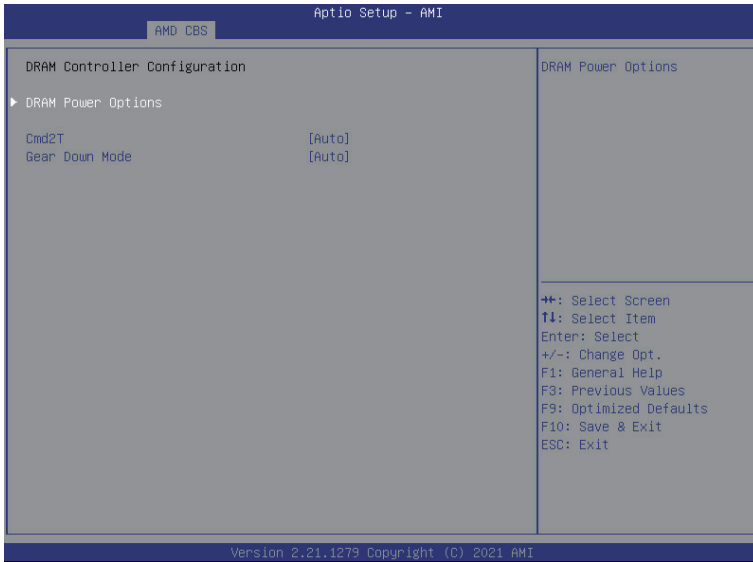 Aptio Setup – AMI
AMD CBS
DRAM Controller Configuration
DRAM Power Options
Cmd2T [Auto]
Gear Down Mode [Auto]
DRAM Power Options
→←: Select Screen
↑↓: Select Item
Enter: Select
+/-: Change Opt.
F1: General Help
F3: Previous Values
F9: Optimized Defaults
F10: Save & Exit
ESC: Exit
Version 2.21.1279 Copyright (C) 2021 AMI